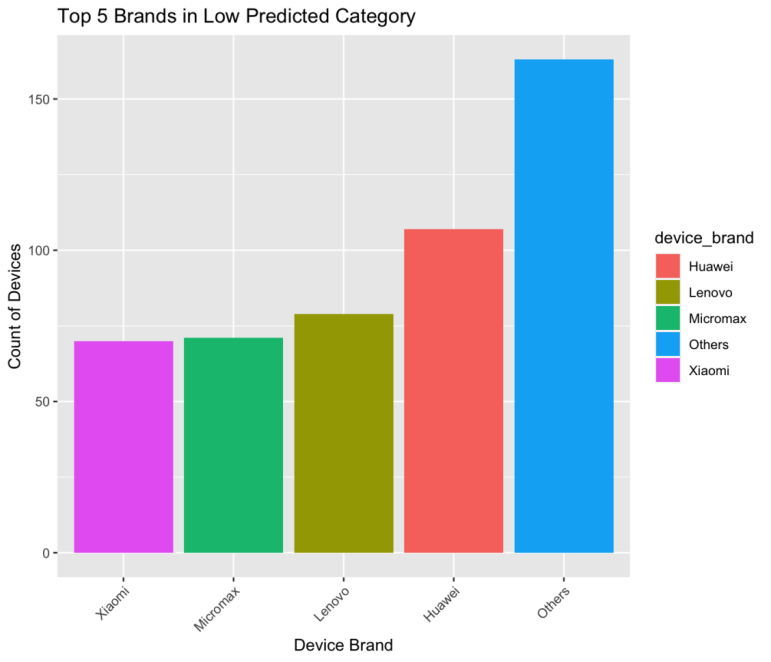 Top 5 Brands in Low Predicted Category
Count of Devices
150
100
50
0
Xiaomi
Micromax
Lenovo
Huawei
Others
Device Brand
device_brand
Huawei
Lenovo
Micromax
Others
Xiaomi